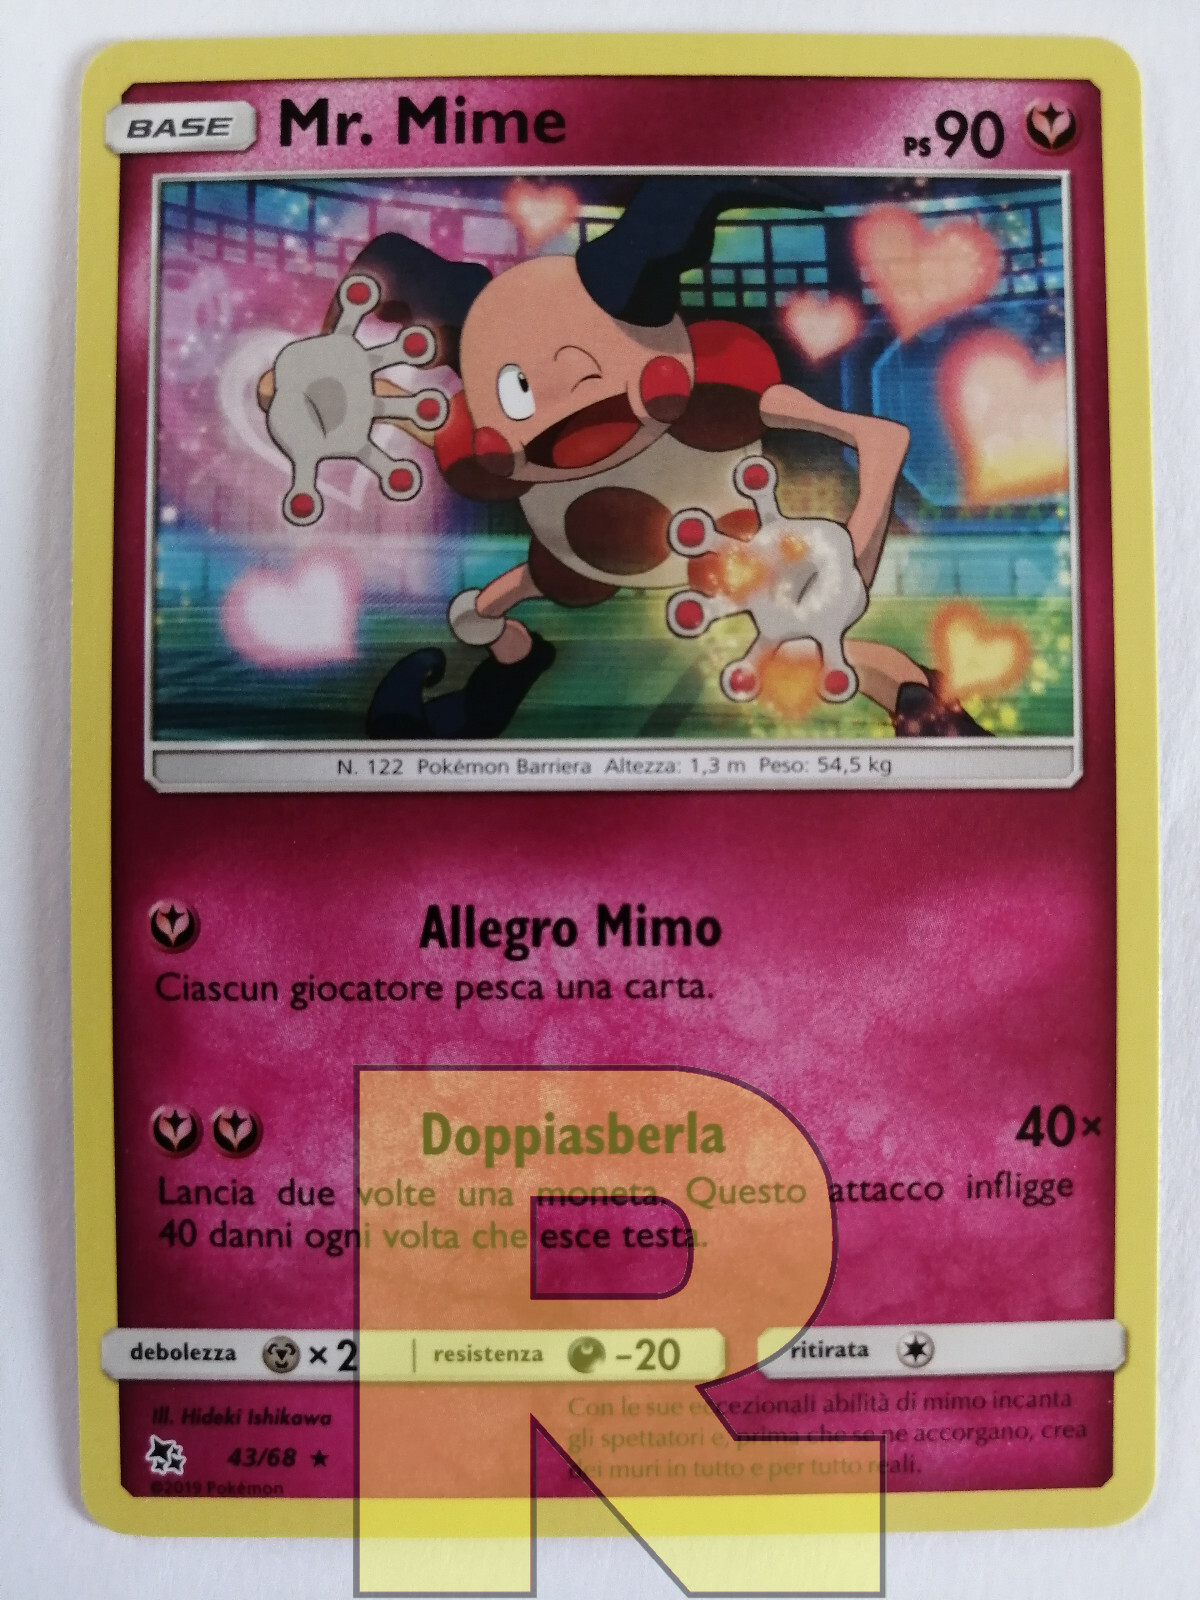 BASE Mr. Mime PS 90
N. 122 Pokémon Barriera Altezza: 1,3 m Peso: 54,5 kg
Allegro Mimo
Ciascun giocatore pesca una carta.
Doppiasberla 40×
Lancia due volte una moneta. Questo attacco infligge
40 danni ogni volta che esce testa.
debolezza × 2 resistenza -20 ritirata
Ill. Hideki Ishikawa
43/68 ★
©2019 Pokémon
Con le sue eccezionali abilità di mimo incanta
gli spettatori e, prima che se ne accorgano, crea
dei muri in tutto e per tutto reali.
R